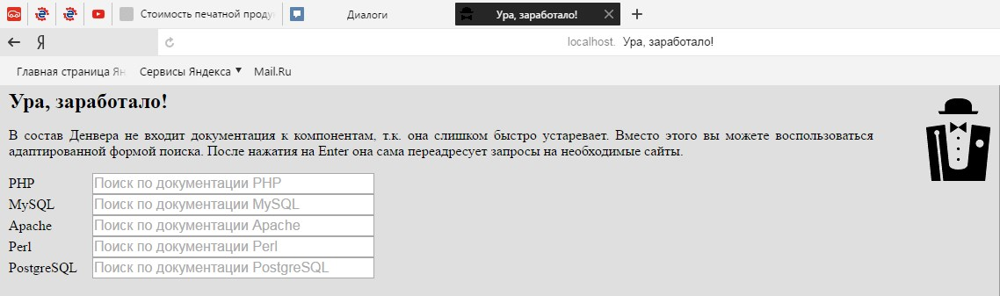 Стоимость печатной проду
Диалоги
Ура, заработало!
Я
localhost. Ура, заработало!
Главная страница Ян
Сервисы Яндекса
Mail.Ru
Ура, заработало!
В состав Денвера не входит документация к компонентам, т.к. она слишком быстро устаревает. Вместо этого вы можете воспользоваться
адаптированной формой поиска. После нажатия на Enter она сама переадресует запросы на необходимые сайты.
PHP Поиск по документации PHP
MySQL Поиск по документации MySQL
Apache Поиск по документации Apache
Perl Поиск по документации Perl
PostgreSQL Поиск по документации PostgreSQL